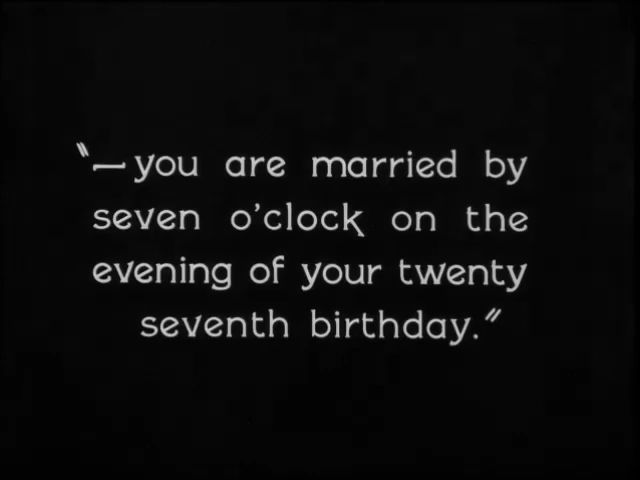 "—you are married by
seven o'clock on the
evening of your twenty
seventh birthday."